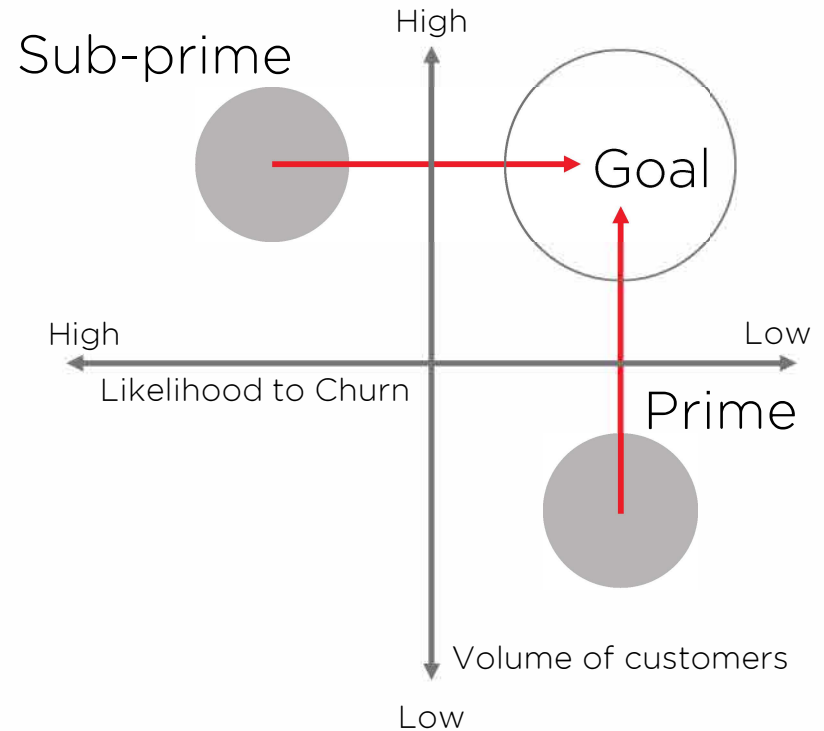 High
Sub-prime
Goal
High
Low
Likelihood to Churn
Prime
Volume of customers
Low